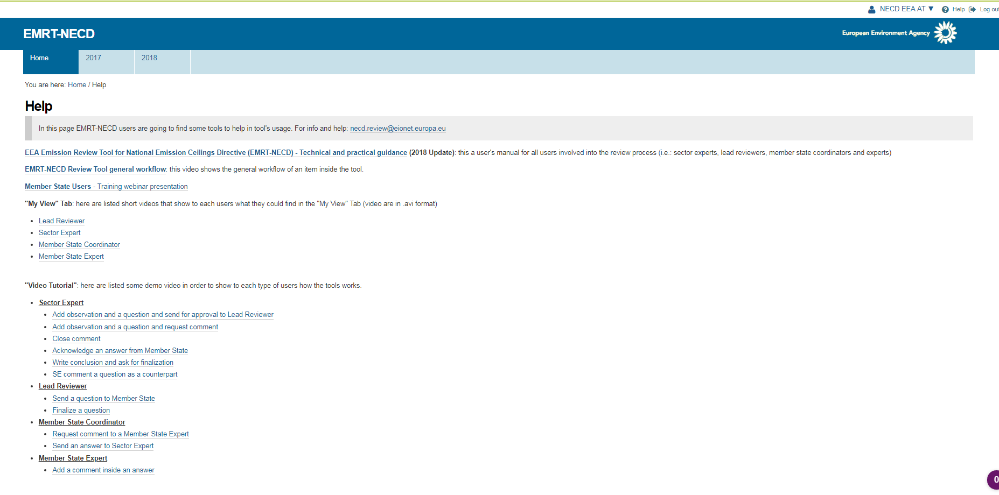 NECD EEA AT ▼ Help Log out
EMRT-NECD
European Environment Agency
Home 2017 2018
You are here: Home / Help
Help
In this page EMRT-NECD users are going to find some tools to help in tool's usage. For info and help: necd.review@eionet.europa.eu
EEA Emission Review Tool for National Emission Ceilings Directive (EMRT-NECD) - Technical and practical guidance (2018 Update): this a user's manual for all users involved into the review process (i.e.: sector experts, lead reviewers, member state coordinators and experts)
EMRT-NECD Review Tool general workflow: this video shows the general workflow of an item inside the tool.
Member State Users - Training webinar presentation
"My View" Tab: here are listed short videos that show to each users what they could find in the "My View" Tab (video are in .avi format)
• Lead Reviewer
• Sector Expert
• Member State Coordinator
• Member State Expert
"Video Tutorial": here are listed some demo video in order to show to each type of users how the tools works.
• Sector Expert
• Add observation and a question and send for approval to Lead Reviewer
• Add observation and a question and request comment
• Close comment
• Acknowledge an answer from Member State
• Write conclusion and ask for finalization
• SE comment a question as a counterpart
• Lead Reviewer
• Send a question to Member State
• Finalize a question
• Member State Coordinator
• Request comment to a Member State Expert
• Send an answer to Sector Expert
• Member State Expert
• Add a comment inside an answer
0